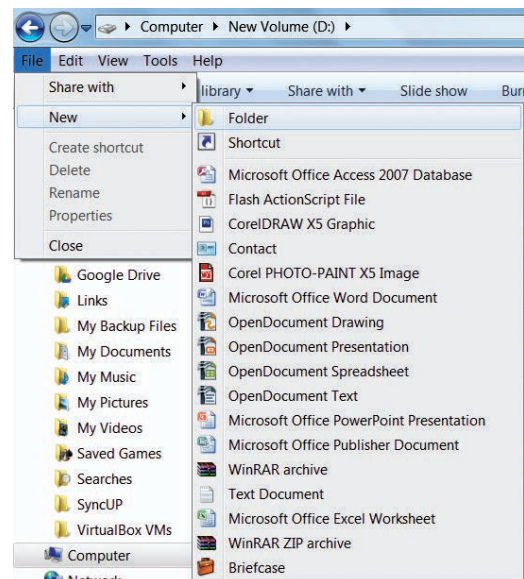 Computer New Volume (D:)
File Edit View Tools Help
Share with
New
Create shortcut
Delete
Rename
Properties
Close
library Share with Slide show
Folder
Shortcut
Microsoft Office Access 2007 Database
Flash ActionScript File
CorelDRAW X5 Graphic
Contact
Corel PHOTO-PAINT X5 Image
Microsoft Office Word Document
OpenDocument Drawing
OpenDocument Presentation
OpenDocument Spreadsheet
OpenDocument Text
Microsoft Office PowerPoint Presentation
Microsoft Office Publisher Document
WinRAR archive
Text Document
Microsoft Office Excel Worksheet
WinRAR ZIP archive
Briefcase
Google Drive
Links
My Backup Files
My Documents
My Music
My Pictures
My Videos
Saved Games
Searches
SyncUP
VirtualBox VMs
Computer